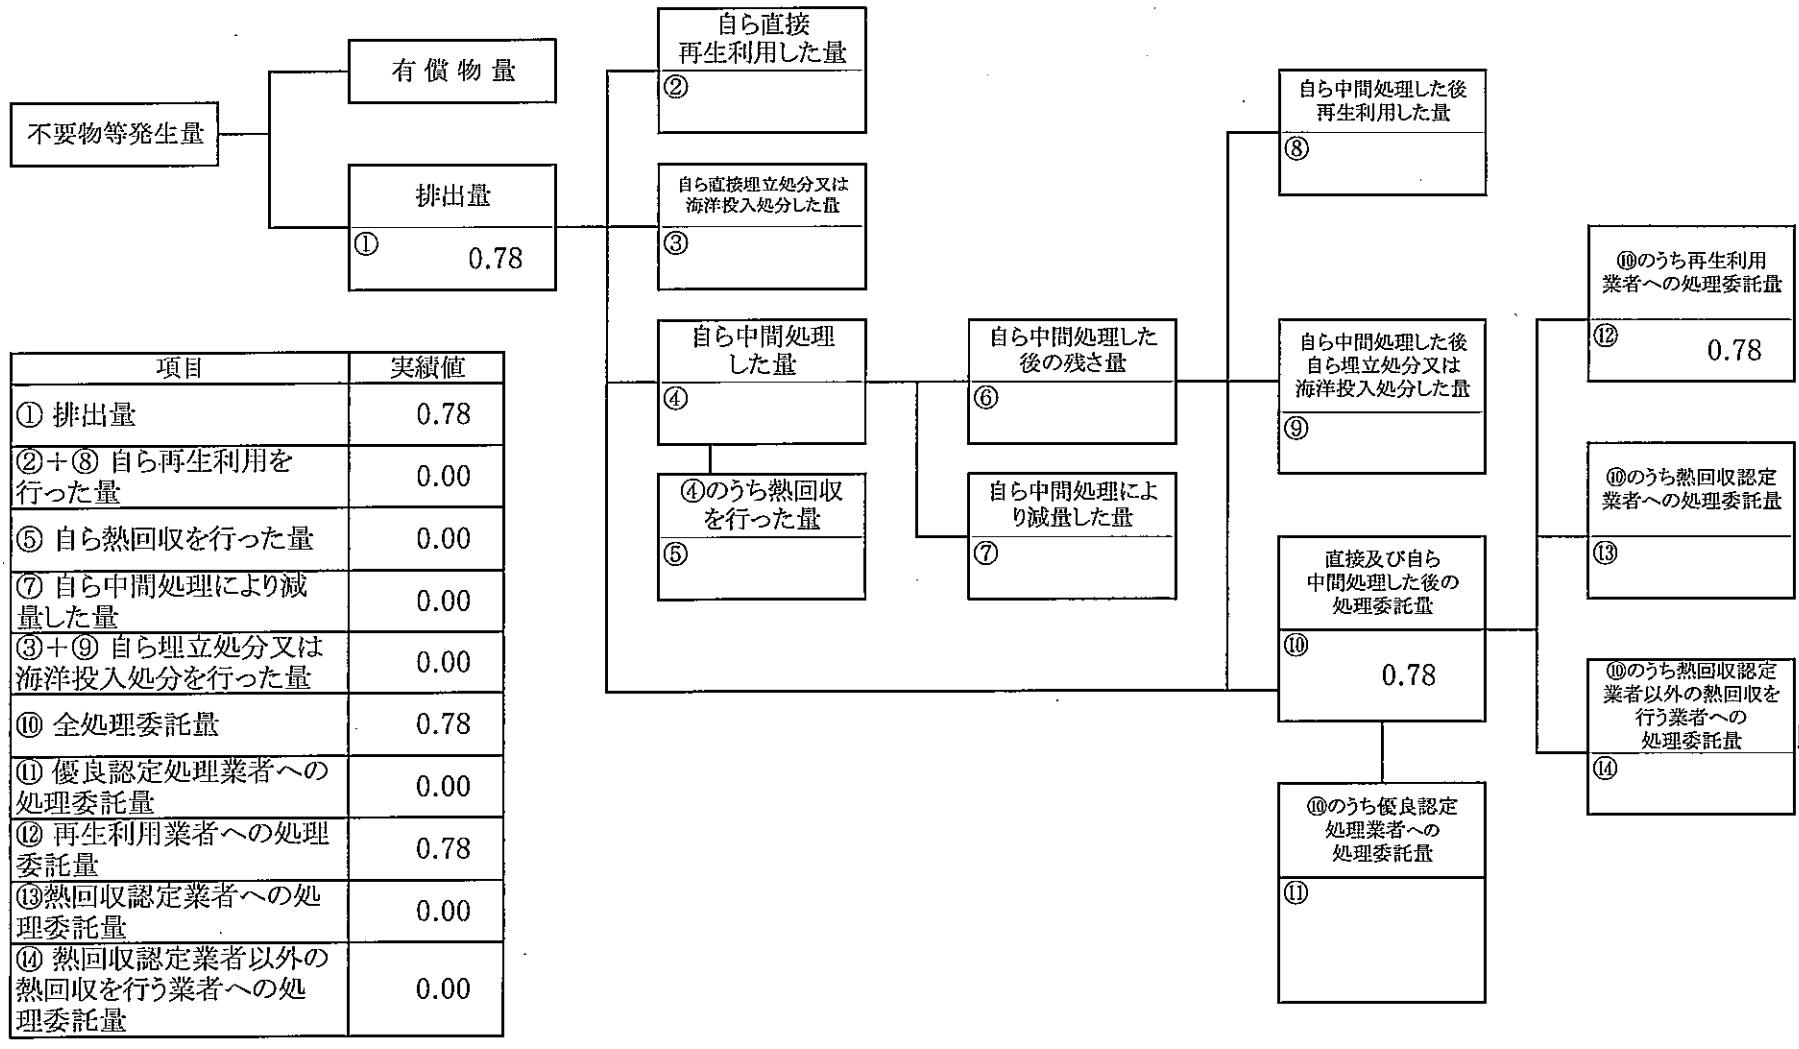 不要物等発生量
有償物量
排出量
①
0.78
自ら直接
再生利用した量
②
自ら直接埋立処分又は
海洋投入処分した量
③
自ら中間処理
した量
④
④のうち熱回収
を行った量
⑤
自ら中間処理した
後の残さ量
⑥
自ら中間処理によ
り減量した量
⑦
自ら中間処理した後
再生利用した量
⑧
自ら中間処理した後
自ら埋立処分又は
海洋投入処分した量
⑨
直接及び自ら
中間処理した後の
処理委託量
⑩
0.78
⑩のうち優良認定
処理業者への
処理委託量
⑪
⑩のうち再生利用
業者への処理委託量
⑫
0.78
⑩のうち熱回収認定
業者への処理委託量
⑬
⑩のうち熱回収認定
業者以外の熱回収を
行う業者への
処理委託量
⑭
項目 実績値
① 排出量 0.78
②+⑧ 自ら再生利用を
行った量 0.00
⑤ 自ら熱回収を行った量 0.00
⑦ 自ら中間処理により減
量した量 0.00
③+⑨ 自ら埋立処分又は
海洋投入処分を行った量 0.00
⑩ 全処理委託量 0.78
⑪ 優良認定処理業者への
処理委託量 0.00
⑫ 再生利用業者への処理
委託量 0.78
⑬熱回収認定業者への処
理委託量 0.00
⑭ 熱回収認定業者以外の
熱回収を行う業者への処
理委託量 0.00